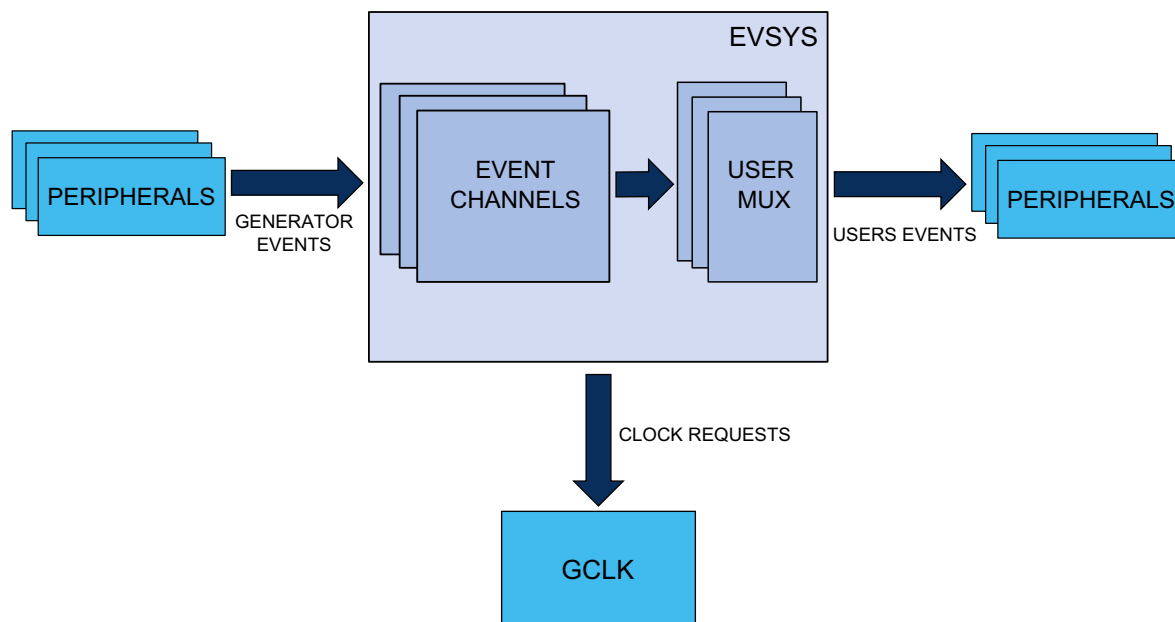 EVSYS
PERIPHERALS
GENERATOR
EVENTS
EVENT
CHANNELS
USER
MUX
USERS EVENTS
PERIPHERALS
CLOCK REQUESTS
GCLK